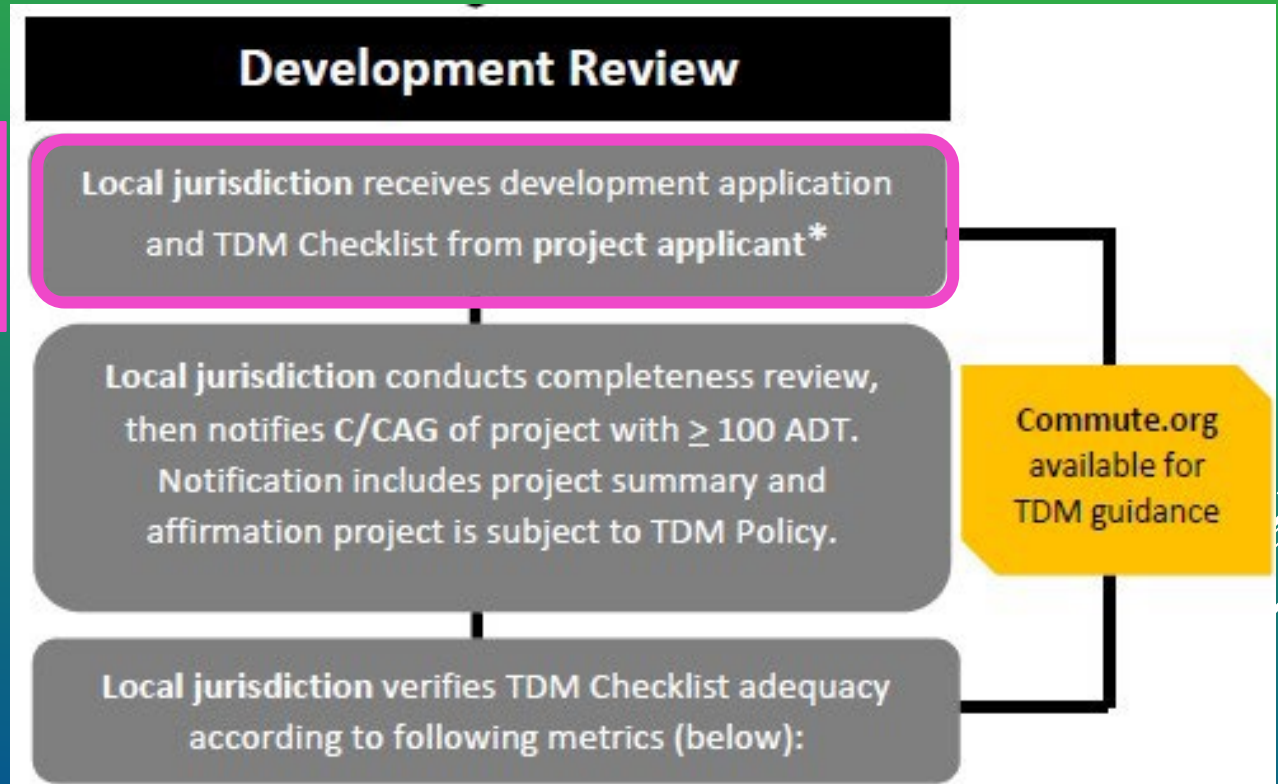 Development Review
Local jurisdiction receives development application
and TDM Checklist from project applicant*
Local jurisdiction conducts completeness review,
then notifies C/CAG of project with ≥ 100 ADT.
Notification includes project summary and
affirmation project is subject to TDM Policy.
Commute.org
available for
TDM guidance
Local jurisdiction verifies TDM Checklist adequacy
according to following metrics (below):